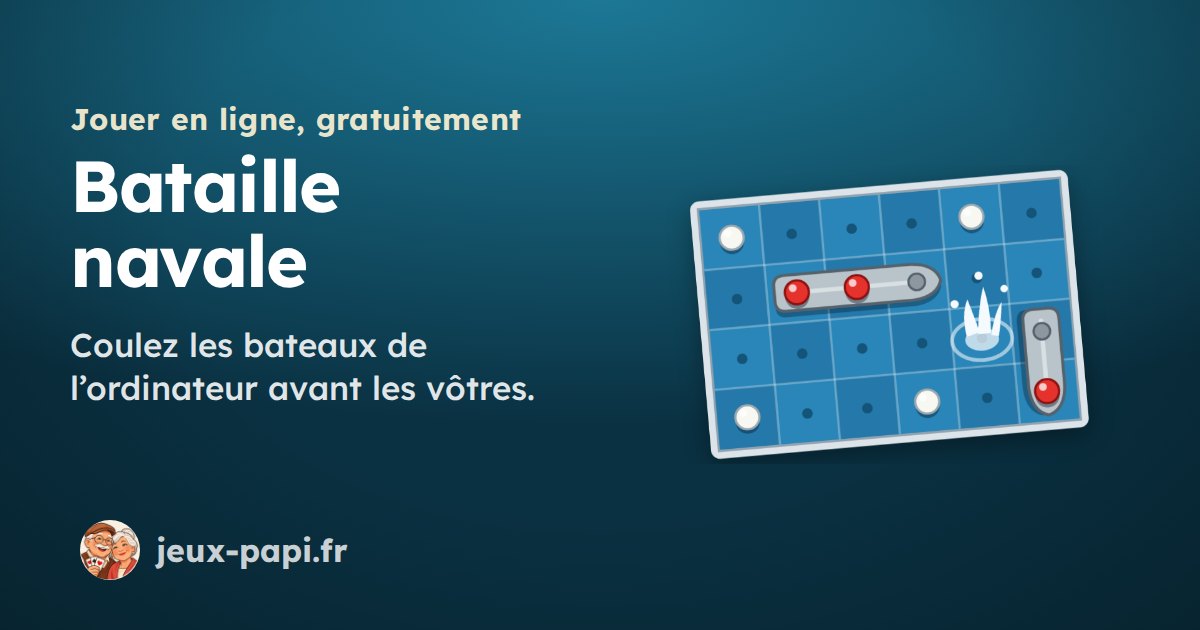 Jouer en ligne, gratuitement
Bataille
navale
Coulez les bateaux de
l’ordinateur avant les vôtres.
jeux-papi.fr